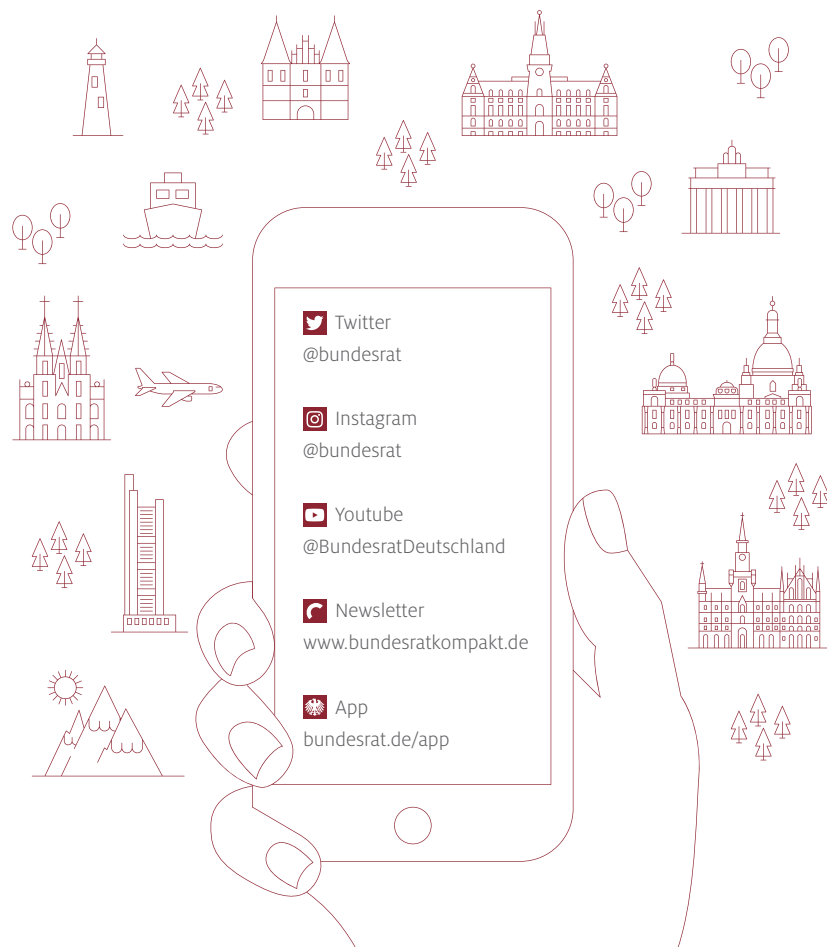 Twitter
@bundesrat
Instagram
@bundesrat
Youtube
@BundesratDeutschland
Newsletter
www.bundesratkompakt.de
App
bundesrat.de/app